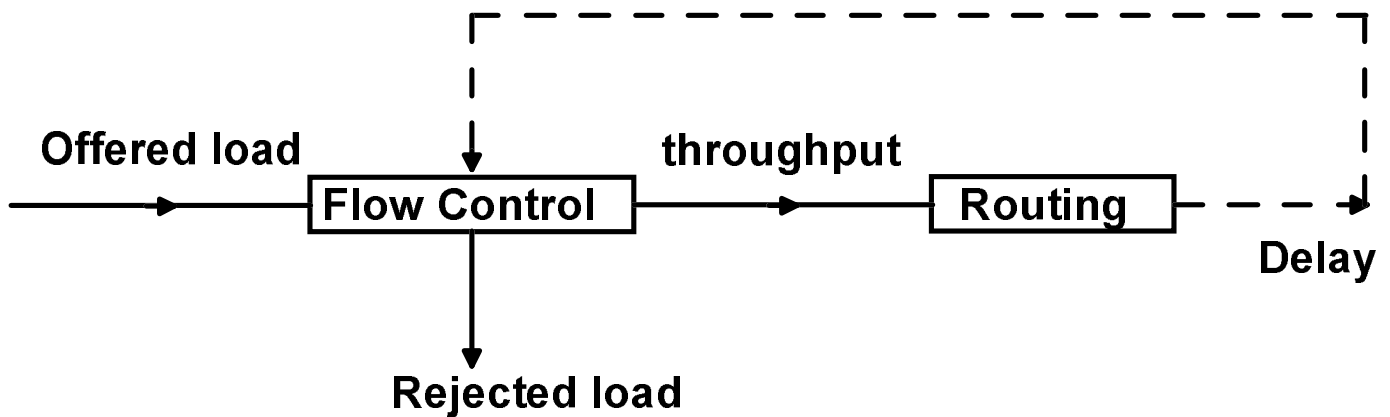 Offered load
throughput
Flow Control
Routing
Delay
Rejected load